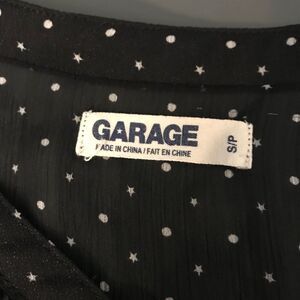 GARAGE
MADE IN CHINA / FAIT EN CHINE
S/P